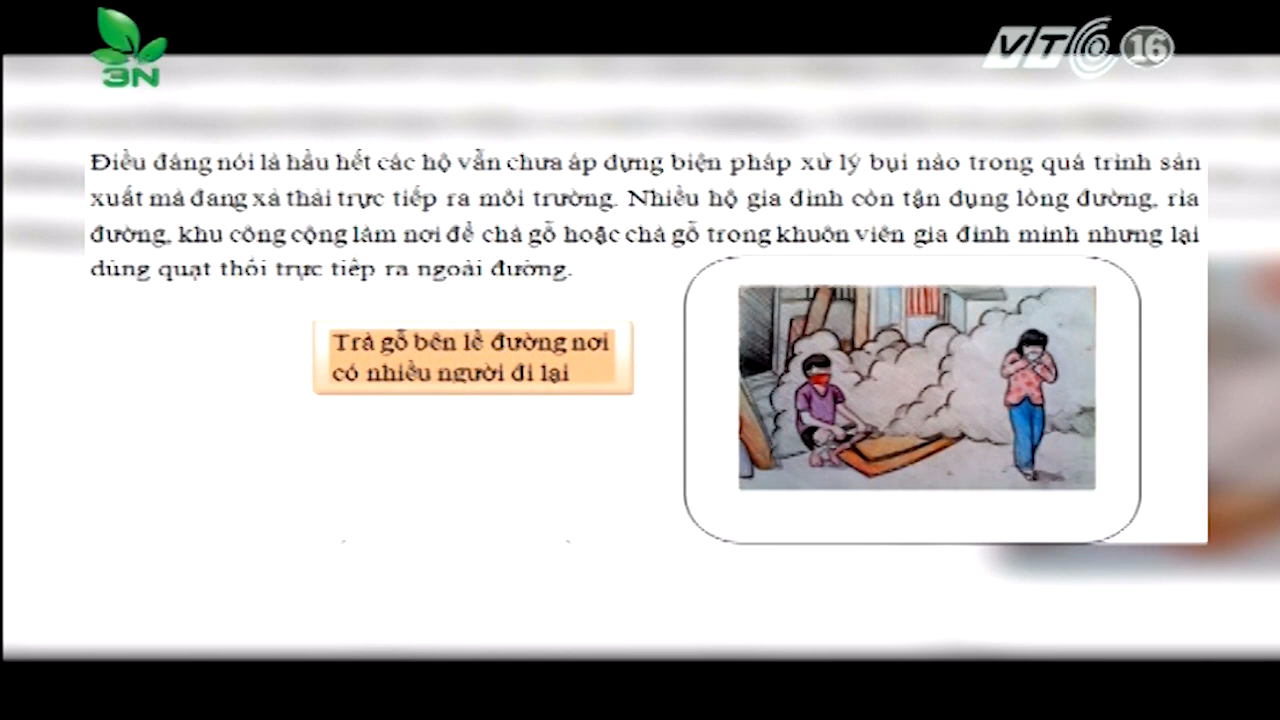 3N
VTC 16
Điều đáng nói là hầu hết các hộ vẫn chưa áp dụng biện pháp xử lý bụi nào trong quá trình sản
xuất mà đang xả thải trực tiếp ra môi trường. Nhiều hộ gia đình còn tận dụng lòng đường, rìa
đường, khu công cộng làm nơi để chà gỗ hoặc chà gỗ trong khuôn viên gia đình mình nhưng lại
dùng quạt thổi trực tiếp ra ngoài đường.
Trà gỗ bên lề đường nơi
có nhiều người đi lại